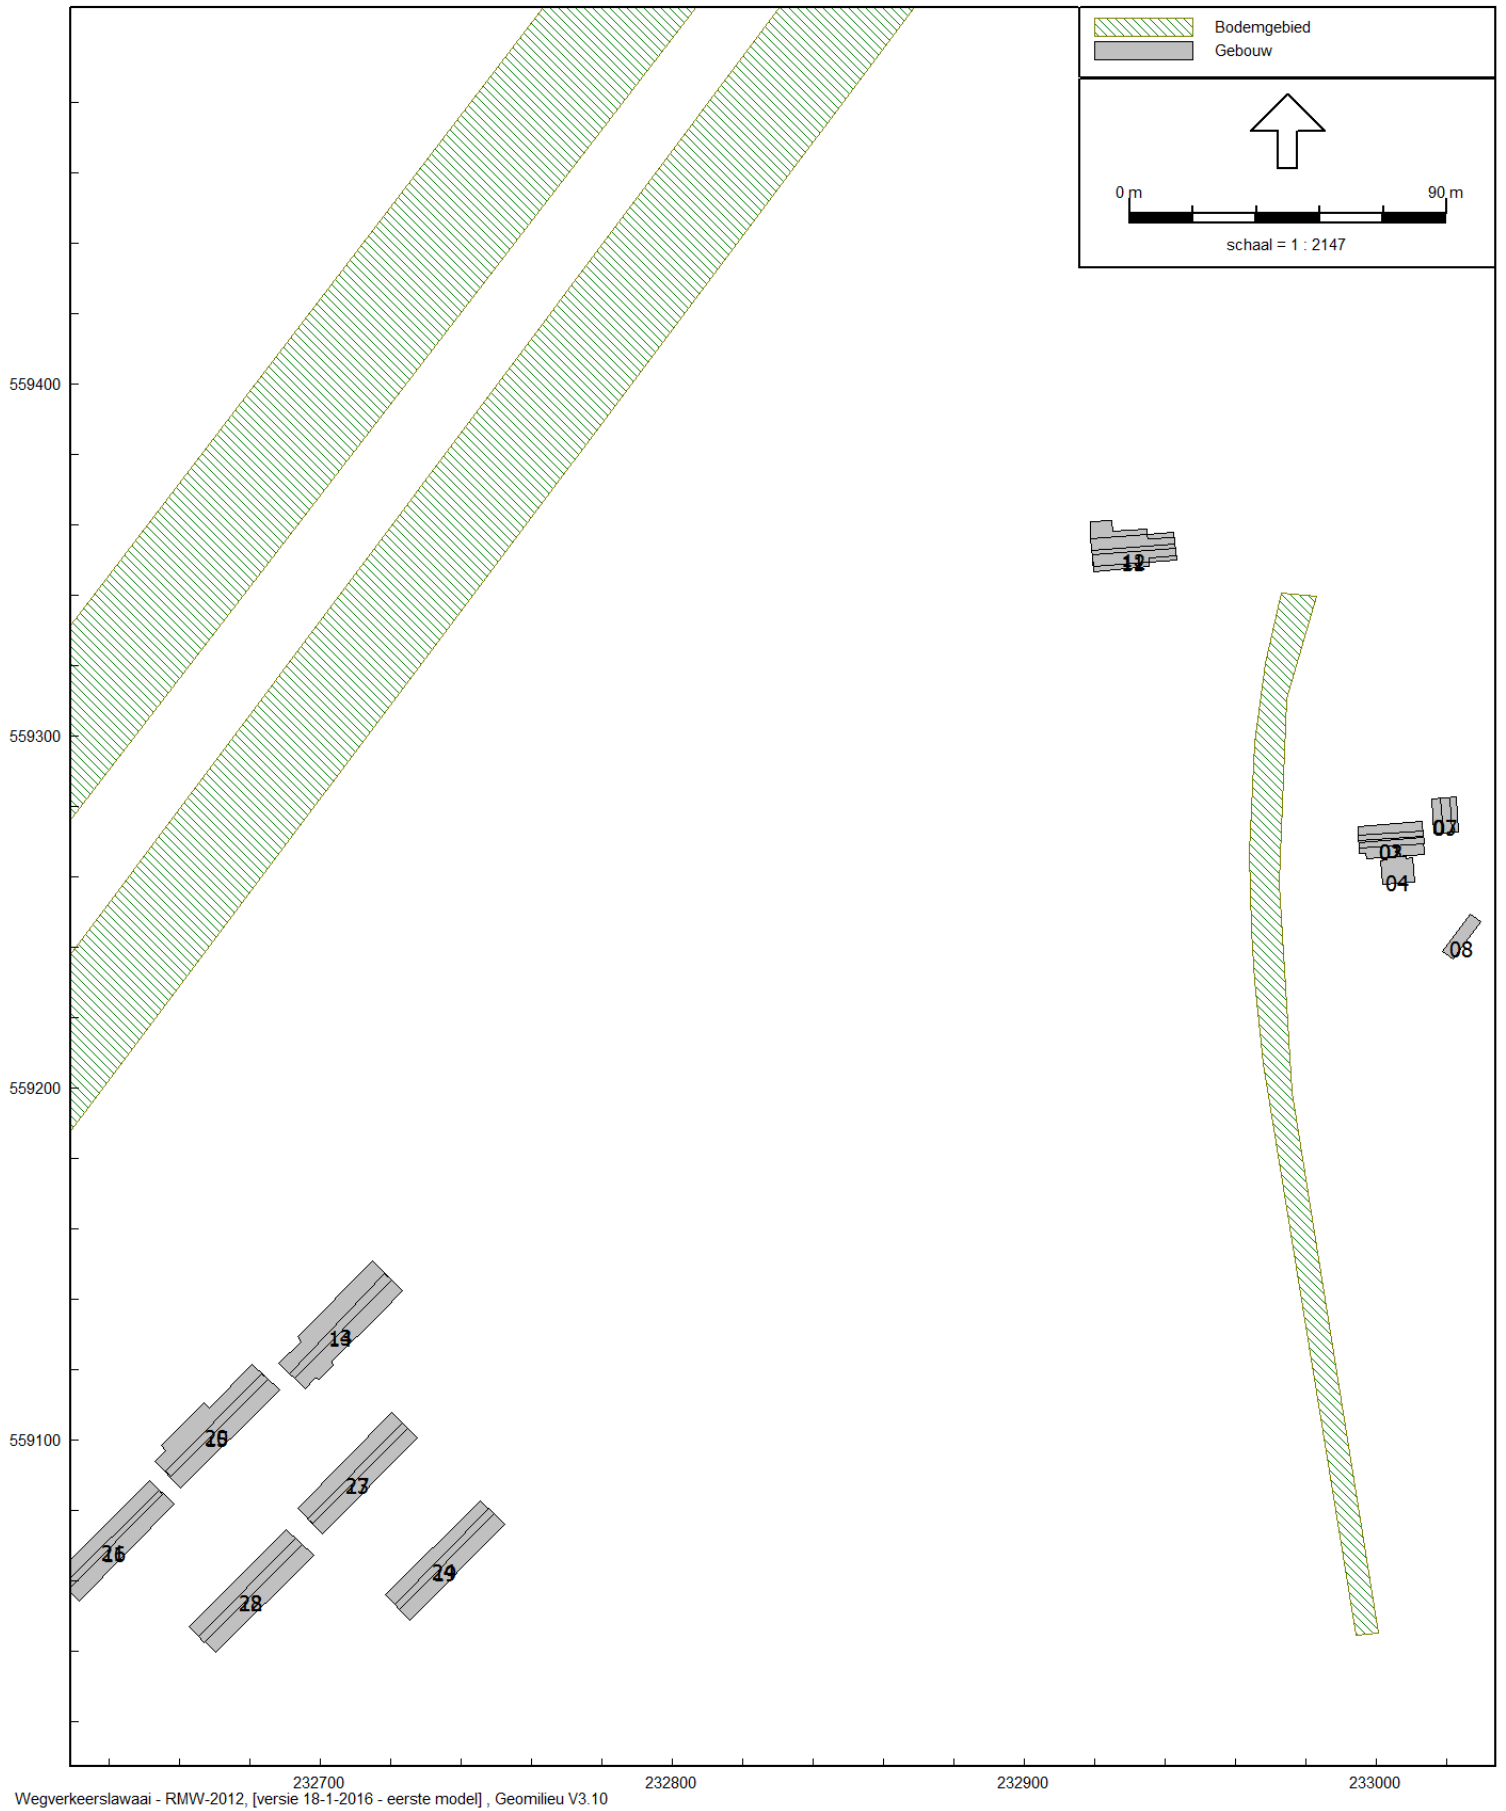 Bodemgebied
Gebouw
0 m 90 m
schaal = 1 : 2147
559400
559300
04
08
559200
559100
232700 232800 232900 233000
Wegverkeerslawaai - RMW-2012, [versie 18-1-2016 - eerste model] , Geomilieu V3.10